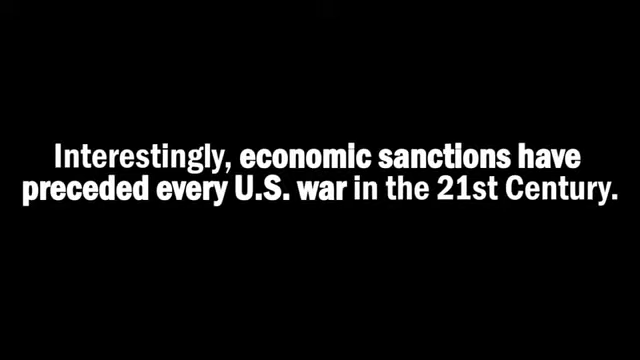 Interestingly, economic sanctions have
preceded every U.S. war in the 21st Century.